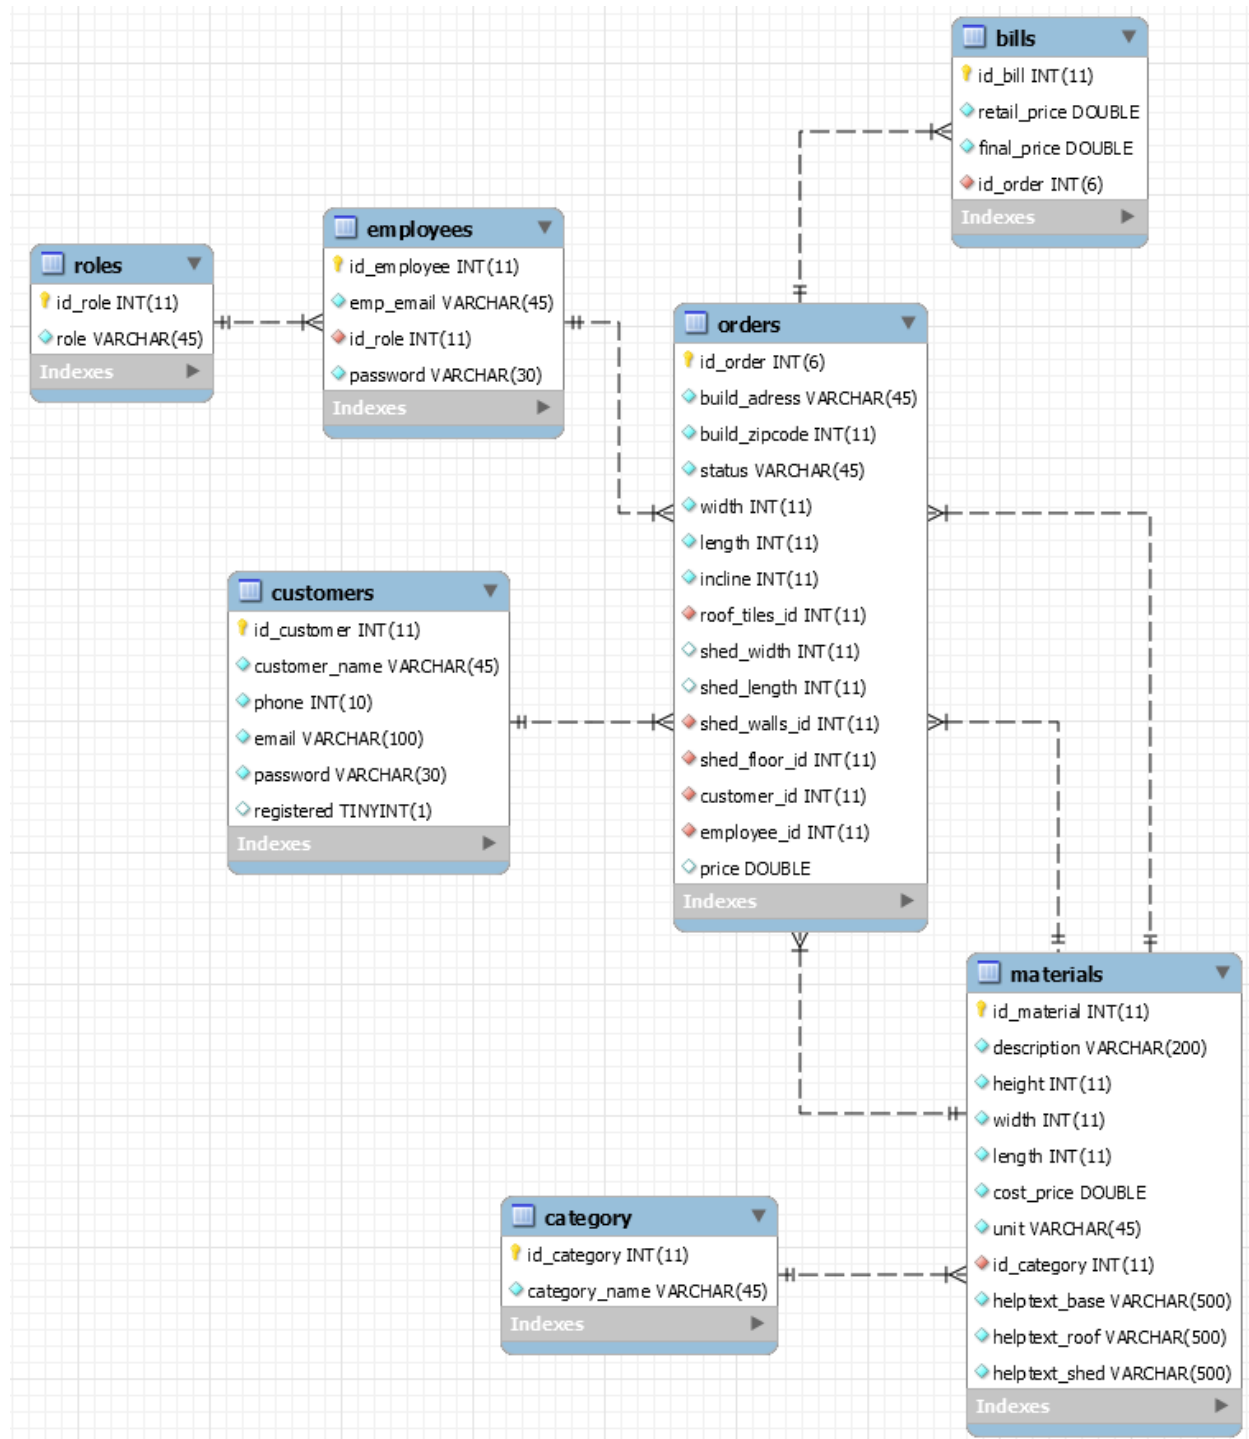 bills
id_bill INT(11)
retail_price DOUBLE
final_price DOUBLE
id_order INT(6)
Indexes
employees
id_employee INT(11)
emp_email VARCHAR(45)
id_role INT(11)
password VARCHAR(30)
Indexes
roles
id_role INT(11)
role VARCHAR(45)
Indexes
orders
id_order INT(6)
build_adress VARCHAR(45)
build_zipcode INT(11)
status VARCHAR(45)
width INT(11)
length INT(11)
incline INT(11)
roof_tiles_id INT(11)
shed_width INT(11)
shed_length INT(11)
shed_walls_id INT(11)
shed_floor_id INT(11)
customer_id INT(11)
employee_id INT(11)
price DOUBLE
Indexes
customers
id_customer INT(11)
customer_name VARCHAR(45)
phone INT(10)
email VARCHAR(100)
password VARCHAR(30)
registered TINYINT(1)
Indexes
materials
id_material INT(11)
description VARCHAR(200)
height INT(11)
width INT(11)
length INT(11)
cost_price DOUBLE
unit VARCHAR(45)
id_category INT(11)
helptext_base VARCHAR(500)
helptext_roof VARCHAR(500)
helptext_shed VARCHAR(500)
Indexes
category
id_category INT(11)
category_name VARCHAR(45)
Indexes